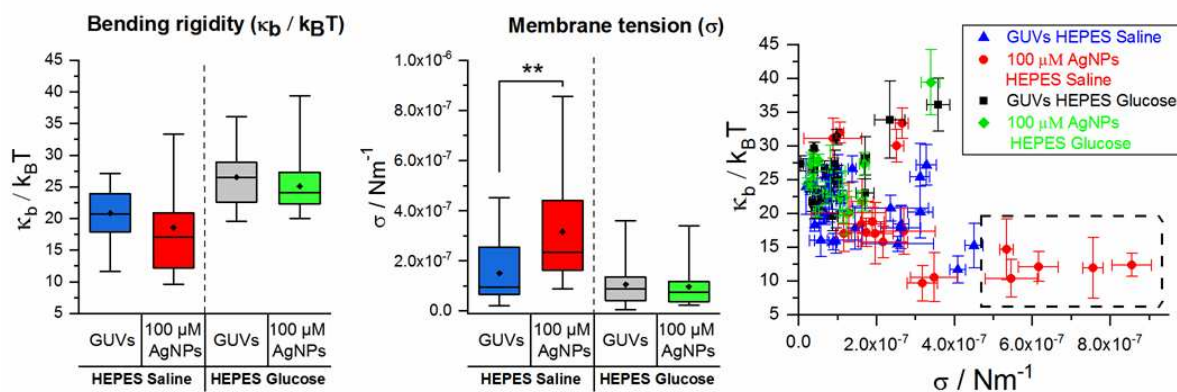 Bending rigidity (κb / kBT)
45
40
35
30
25
20
15
10
5
κb / kBT
GUVs
100 µM
AgNPs
GUVs
100 µM
AgNPs
HEPES Saline
HEPES Glucose
Membrane tension (σ)
1.0x10⁻⁶
8.0x10⁻⁷
6.0x10⁻⁷
4.0x10⁻⁷
2.0x10⁻⁷
0.0
σ / Nm⁻¹
**
GUVs
100 µM
AgNPs
GUVs
100 µM
AgNPs
HEPES Saline
HEPES Glucose
45
40
35
30
25
20
15
10
5
κb / kBT
0.0
2.0x10⁻⁷
4.0x10⁻⁷
6.0x10⁻⁷
8.0x10⁻⁷
σ / Nm⁻¹
GUVs HEPES Saline
100 µM AgNPs
HEPES Saline
GUVs HEPES Glucose
100 µM AgNPs
HEPES Glucose